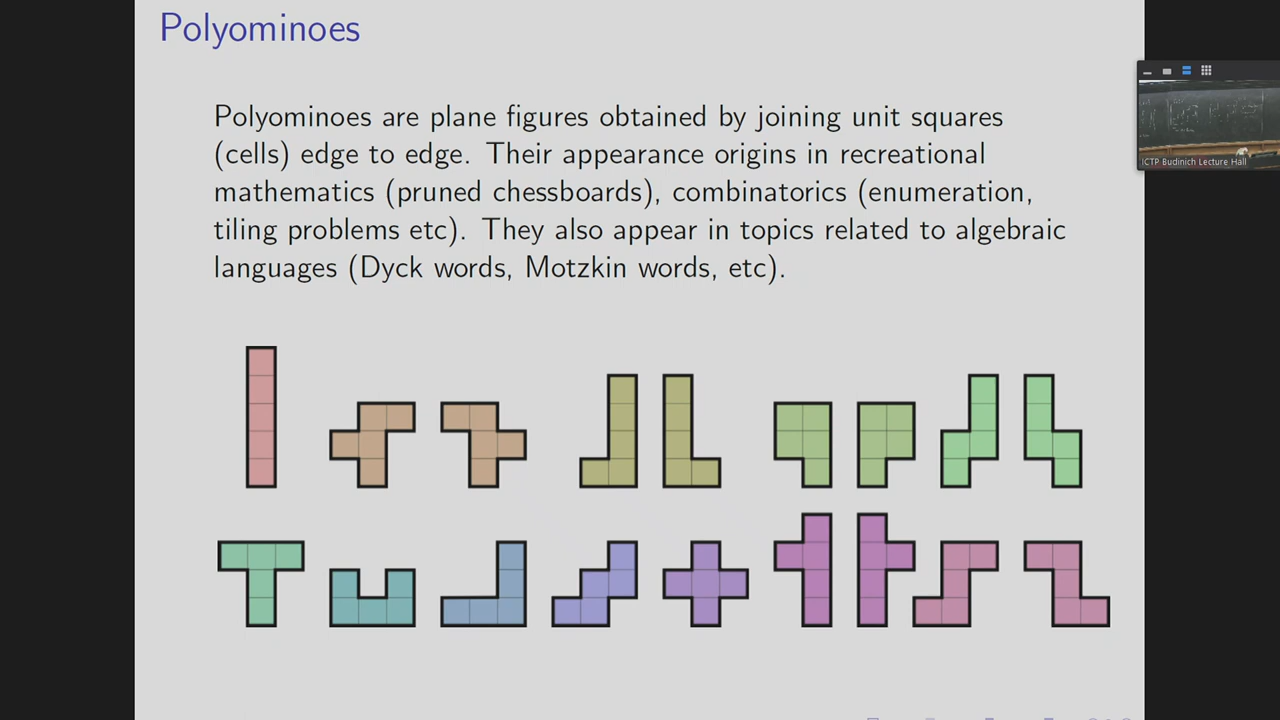 Polyominoes
Polyominoes are plane figures obtained by joining unit squares
(cells) edge to edge. Their appearance origins in recreational
mathematics (pruned chessboards), combinatorics (enumeration,
tiling problems etc). They also appear in topics related to algebraic
languages (Dyck words, Motzkin words, etc).
ICTP Budinich Lecture Hall